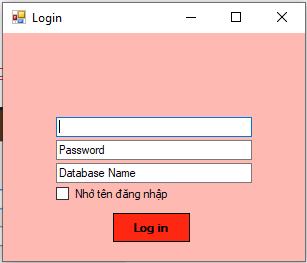 Login
Password
Database Name
Nhớ tên đăng nhập
Log in